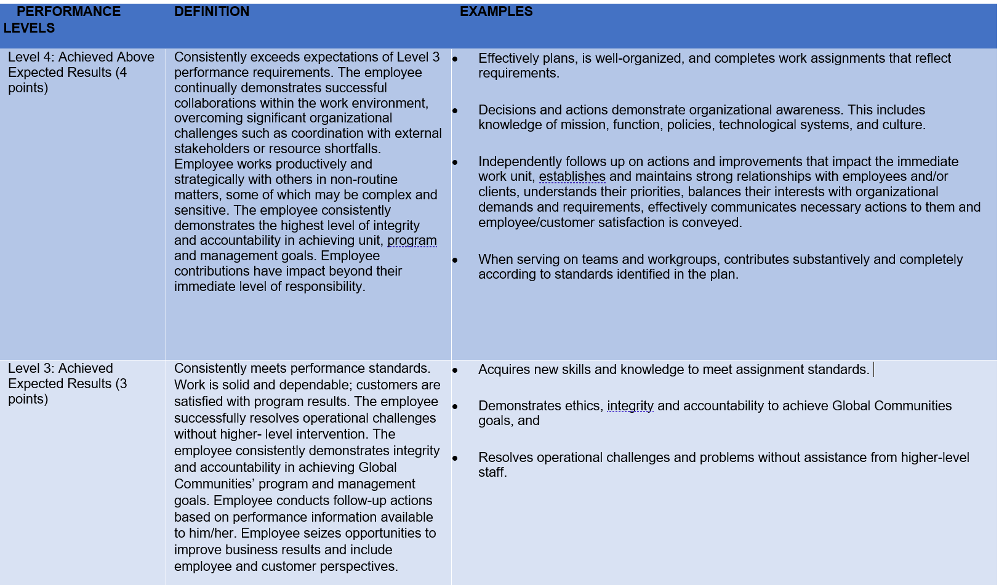 PERFORMANCE LEVELS
DEFINITION
EXAMPLES
Level 4: Achieved Above
Expected Results (4
points)
Consistently exceeds expectations of Level 3
performance requirements. The employee
continually demonstrates successful
collaborations within the work environment,
overcoming significant organizational
challenges such as coordination with external
stakeholders or resource shortfalls.
Employee works productively and
strategically with others in non-routine
matters, some of which may be complex and
sensitive. The employee consistently
demonstrates the highest level of integrity
and accountability in achieving unit, program
and management goals. Employee
contributions have impact beyond their
immediate level of responsibility.
• Effectively plans, is well-organized, and completes work assignments that reflect
requirements.
• Decisions and actions demonstrate organizational awareness. This includes
knowledge of mission, function, policies, technological systems, and culture.
• Independently follows up on actions and improvements that impact the immediate
work unit, establishes and maintains strong relationships with employees and/or
clients, understands their priorities, balances their interests with organizational
demands and requirements, effectively communicates necessary actions to them and
employee/customer satisfaction is conveyed.
• When serving on teams and workgroups, contributes substantively and completely
according to standards identified in the plan.
Level 3: Achieved
Expected Results (3
points)
Consistently meets performance standards.
Work is solid and dependable; customers are
satisfied with program results. The employee
successfully resolves operational challenges
without higher- level intervention. The
employee consistently demonstrates integrity
and accountability in achieving Global
Communities’ program and management
goals. Employee conducts follow-up actions
based on performance information available
to him/her. Employee seizes opportunities to
improve business results and include
employee and customer perspectives.
• Acquires new skills and knowledge to meet assignment standards.
• Demonstrates ethics, integrity and accountability to achieve Global Communities
goals, and
• Resolves operational challenges and problems without assistance from higher-level
staff.